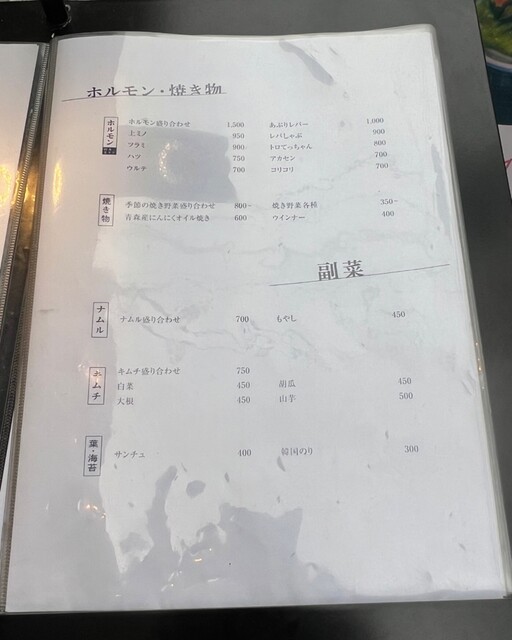 ホルモン・焼き物
ホルモン
ホルモン盛り合わせ 1,500 あぶりレバー 1,000
上ミノ 950 レバしゃぶ 900
ツラミ 900 トロてっちゃん 800
ハツ 750 アカセン 700
ウルテ 700 コリコリ 700
焼き物
季節の焼き野菜盛り合わせ 800~ 焼き野菜各種 350~
青森産にんにくオイル焼き 600 ウインナー 400
副菜
ナムル
ナムル盛り合わせ 700 もやし 450
キムチ
キムチ盛り合わせ 750
白菜 450 胡瓜 450
大根 450 山芋 500
葉・海苔
サンチュ 400 韓国のり 300